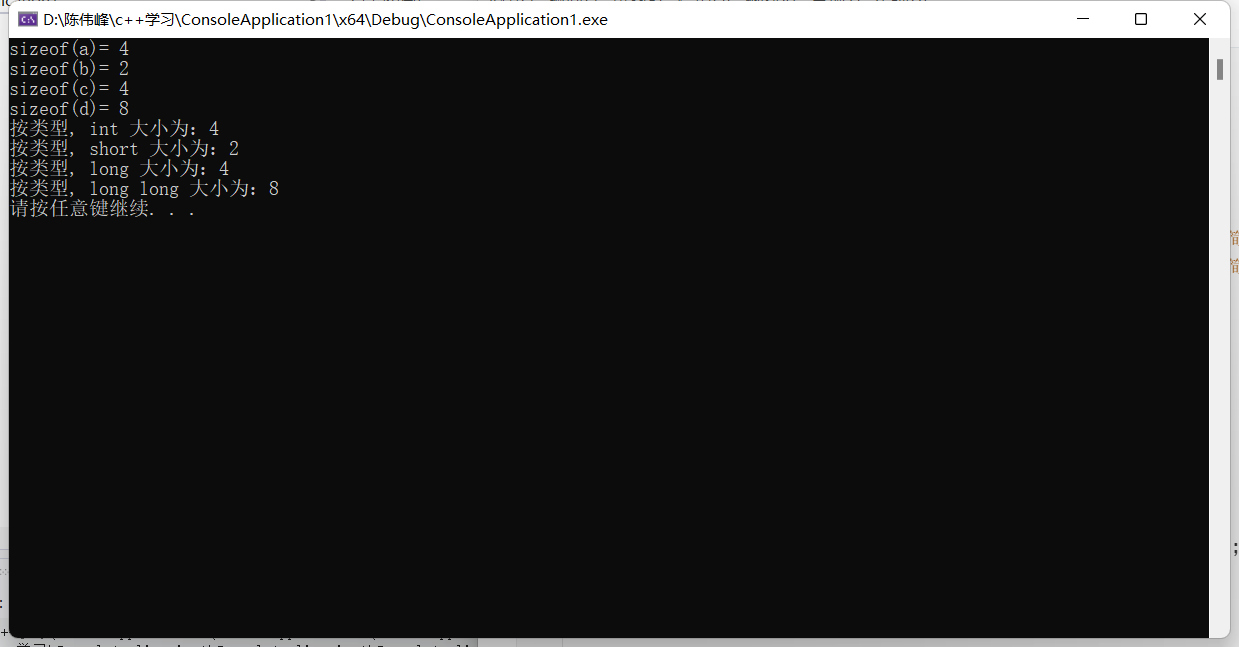 D:\陈伟峰\c++学习\ConsoleApplication1\x64\Debug\ConsoleApplication1.exe
sizeof(a)= 4
sizeof(b)= 2
sizeof(c)= 4
sizeof(d)= 8
按类型, int 大小为: 4
按类型, short 大小为: 2
按类型, long 大小为: 4
按类型, long long 大小为: 8
请按任意键继续. . .